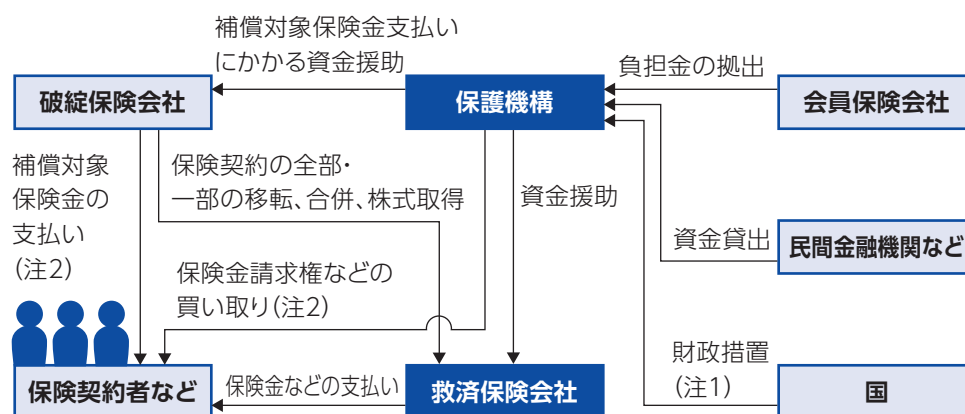 補償対象保険金支払い
にかかる資金援助
負担金の拠出
破綻保険会社
保護機構
会員保険会社
補償対象
保険金の
支払い
(注2)
保険契約の全部・
一部の移転、合併、株式取得
資金援助
資金貸出
民間金融機関など
保険金請求権などの
買い取り(注2)
財政措置
(注1)
保険契約者など
保険金などの支払い
救済保険会社
国